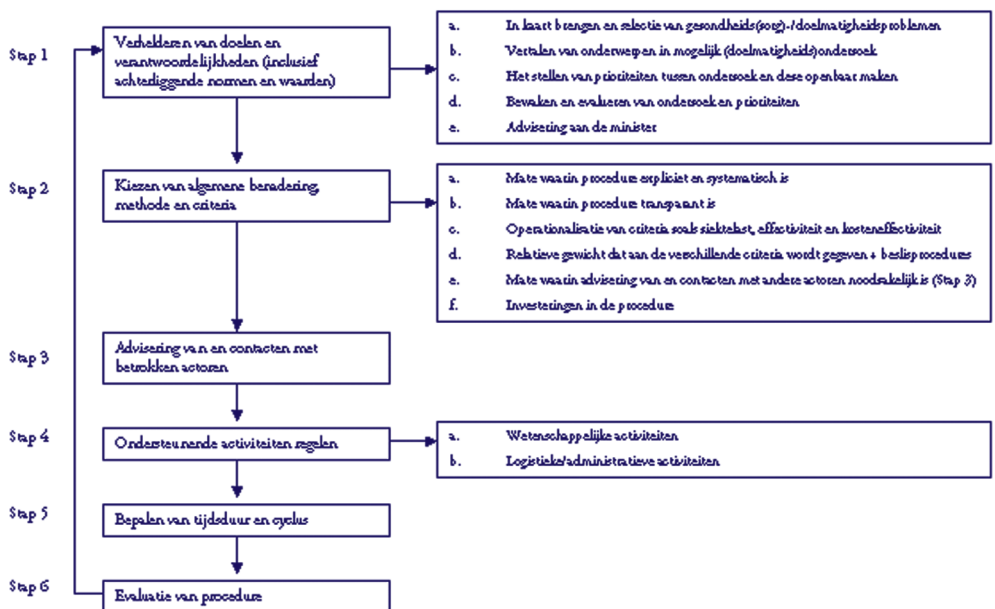 Stap 1
Verhelderen van doelen en
verantwoordelijkheden (inclusief
achterliggende normen en waarden)
a. In kaart brengen en selectie van gezondheids(zorg)-/doelmatigheidsproblemen
b. Vertalen van onderwerpen in mogelijk (doelmatigheids)onderzoek
c. Het stellen van prioriteiten tussen onderzoek en deze openbaar maken
d. Bewaken en evalueren van onderzoek en prioriteiten
e. Advisering aan de minister
Stap 2
Kiezen van algemene benadering,
methode en criteria
a. Mate waarin procedure expliciet en systematisch is
b. Mate waarin procedure transparant is
c. Operationalisatie van criteria zoals ziektelast, effectiviteit en kosteneffectiviteit
d. Relatieve gewicht dat aan de verschillende criteria wordt gegeven + beslisprocedures
e. Mate waarin advisering van en contacten met andere actoren noodzakelijk is (Stap 3)
f. Investeringen in de procedure
Stap 3
Advisering van en contacten met
betrokken actoren
Stap 4
Ondersteunende activiteiten regelen
a. Wetenschappelijke activiteiten
b. Logistieke/administratieve activiteiten
Stap 5
Bepalen van tijdsduur en cyclus
Stap 6
Evaluatie van procedure